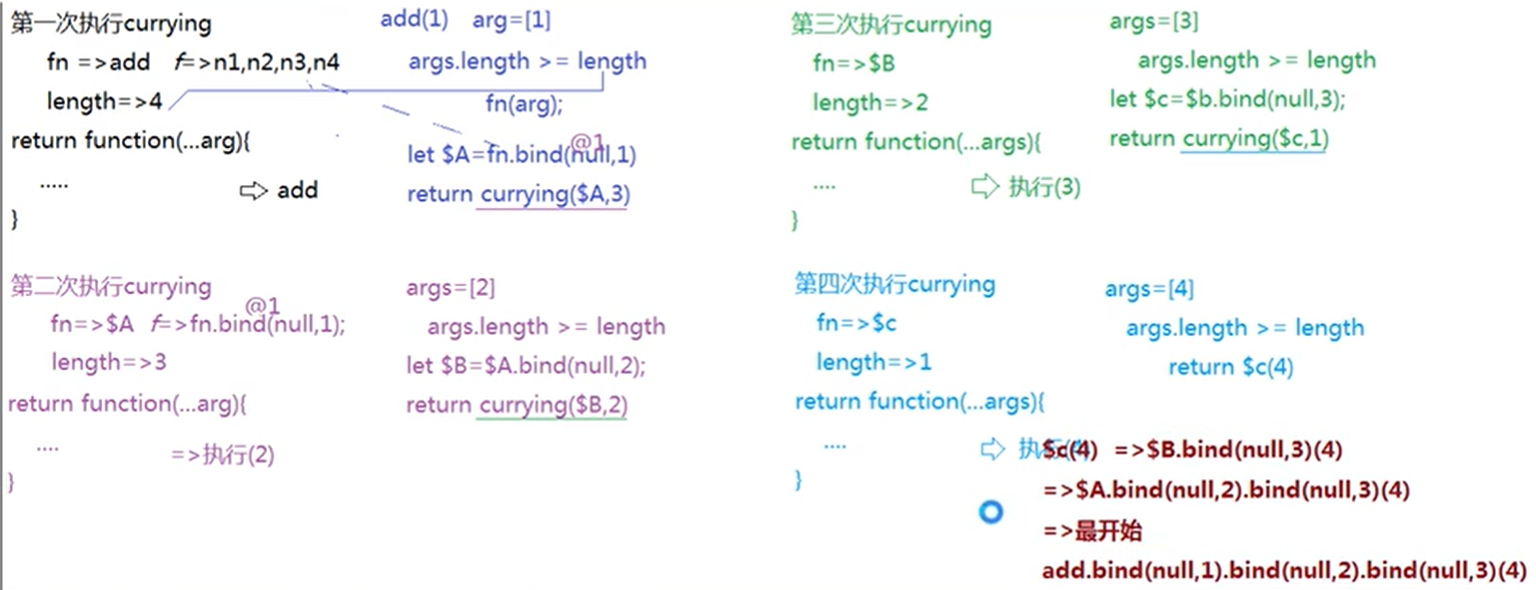 第一次执行currying
fn =>add f=>n1,n2,n3,n4
length=>4
return function(...arg){
.....
⇨ add
}
add(1) arg=[1]
args.length >= length
fn(arg);
@1
let $A=fn.bind(null,1)
return currying($A,3)
第二次执行currying
@1
fn=>$A f=>fn.bind(null,1);
length=>3
return function(...arg){
....
=>执行(2)
}
args=[2]
args.length >= length
let $B=$A.bind(null,2);
return currying($B,2)
第三次执行currying
fn=>$B
length=>2
return function(...args){
....
⇨ 执行(3)
}
args=[3]
args.length >= length
let $c=$b.bind(null,3);
return currying($c,1)
第四次执行currying
fn=>$c
length=>1
return function(...args){
....
⇨ 执行
}
args=[4]
args.length >= length
return $c(4)
$c(4) =>$B.bind(null,3)(4)
=>$A.bind(null,2).bind(null,3)(4)
=>最开始
add.bind(null,1).bind(null,2).bind(null,3)(4)